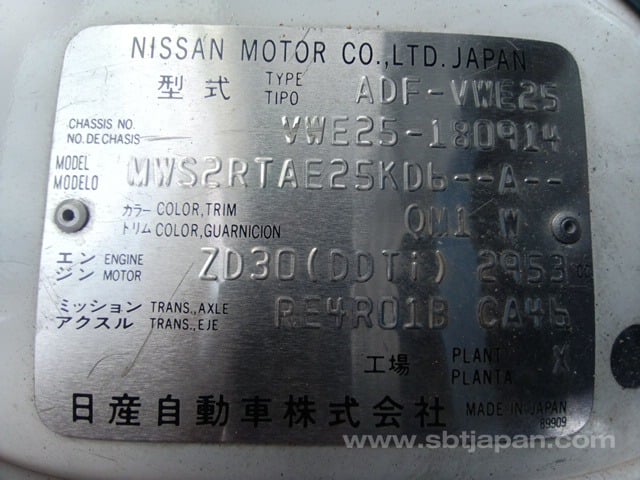 NISSAN MOTOR CO.,LTD. JAPAN
型式 TYPE TIPO ADF-VWE25
CHASSIS NO. NO. DE CHASIS VWE25-180914
MODEL MODELO MWS2RTAE25KDb--A--
カラー COLOR,TRIM
トリム COLOR,GUARNICION QM1 W
エンジン ENGINE MOTOR ZD30(DDTi) 2953 cc
ミッション TRANS.,AXLE
アクスル TRANS.,EJE RE4R01B CA46
工場 PLANT PLANTA X
日産自動車株式会社 MADE IN JAPAN
89909
www.sbtjapan.com